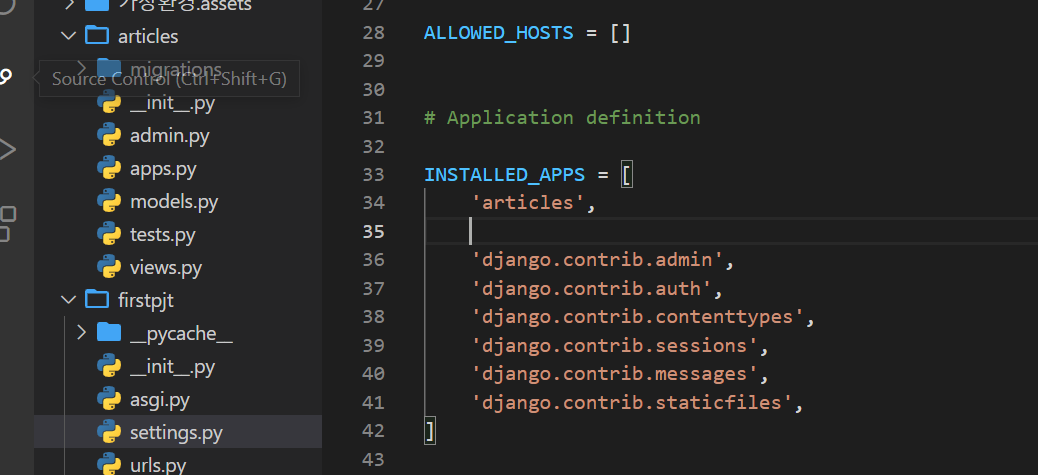 가상환경.assets
articles
migrations
Source Control (Ctrl+Shift+G)
__init__.py
admin.py
apps.py
models.py
tests.py
views.py
firstpjt
__pycache__
__init__.py
asgi.py
settings.py
urls.py
27
28 ALLOWED_HOSTS = []
29
30
31 # Application definition
32
33 INSTALLED_APPS = [
34 'articles',
35
36 'django.contrib.admin',
37 'django.contrib.auth',
38 'django.contrib.contenttypes',
39 'django.contrib.sessions',
40 'django.contrib.messages',
41 'django.contrib.staticfiles',
42 ]
43